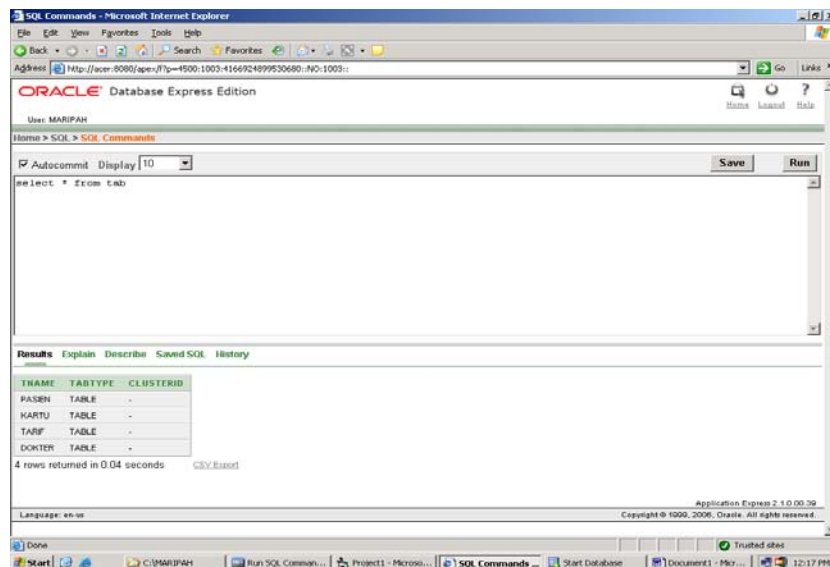 SQL Commands - Microsoft Internet Explorer
File Edit View Favorites Tools Help
Back Search Favorites
Address http://acer:8080/apex/f?p=4500:1003:4166924899530680::NO:1003:: Go Links
ORACLE Database Express Edition
Home Logout Help
User: MARIPAH
Home > SQL > SQL Commands
Autocommit Display 10 Save Run
select * from tab
Results Explain Describe Saved SQL History
TNAME TABTYPE CLUSTERID
PASIEN TABLE -
KARTU TABLE -
TARIF TABLE -
DOKTER TABLE -
4 rows returned in 0.04 seconds CSV Export
Application Express 2.1.0.00.39
Language: en-us Copyright © 1999, 2006, Oracle. All rights reserved.
Done Trusted sites
Start C:\MARIPAH Run SQL Comman... Project1 - Microso... SQL Commands ... Start Database Document1 - Micr... 12:17 PM